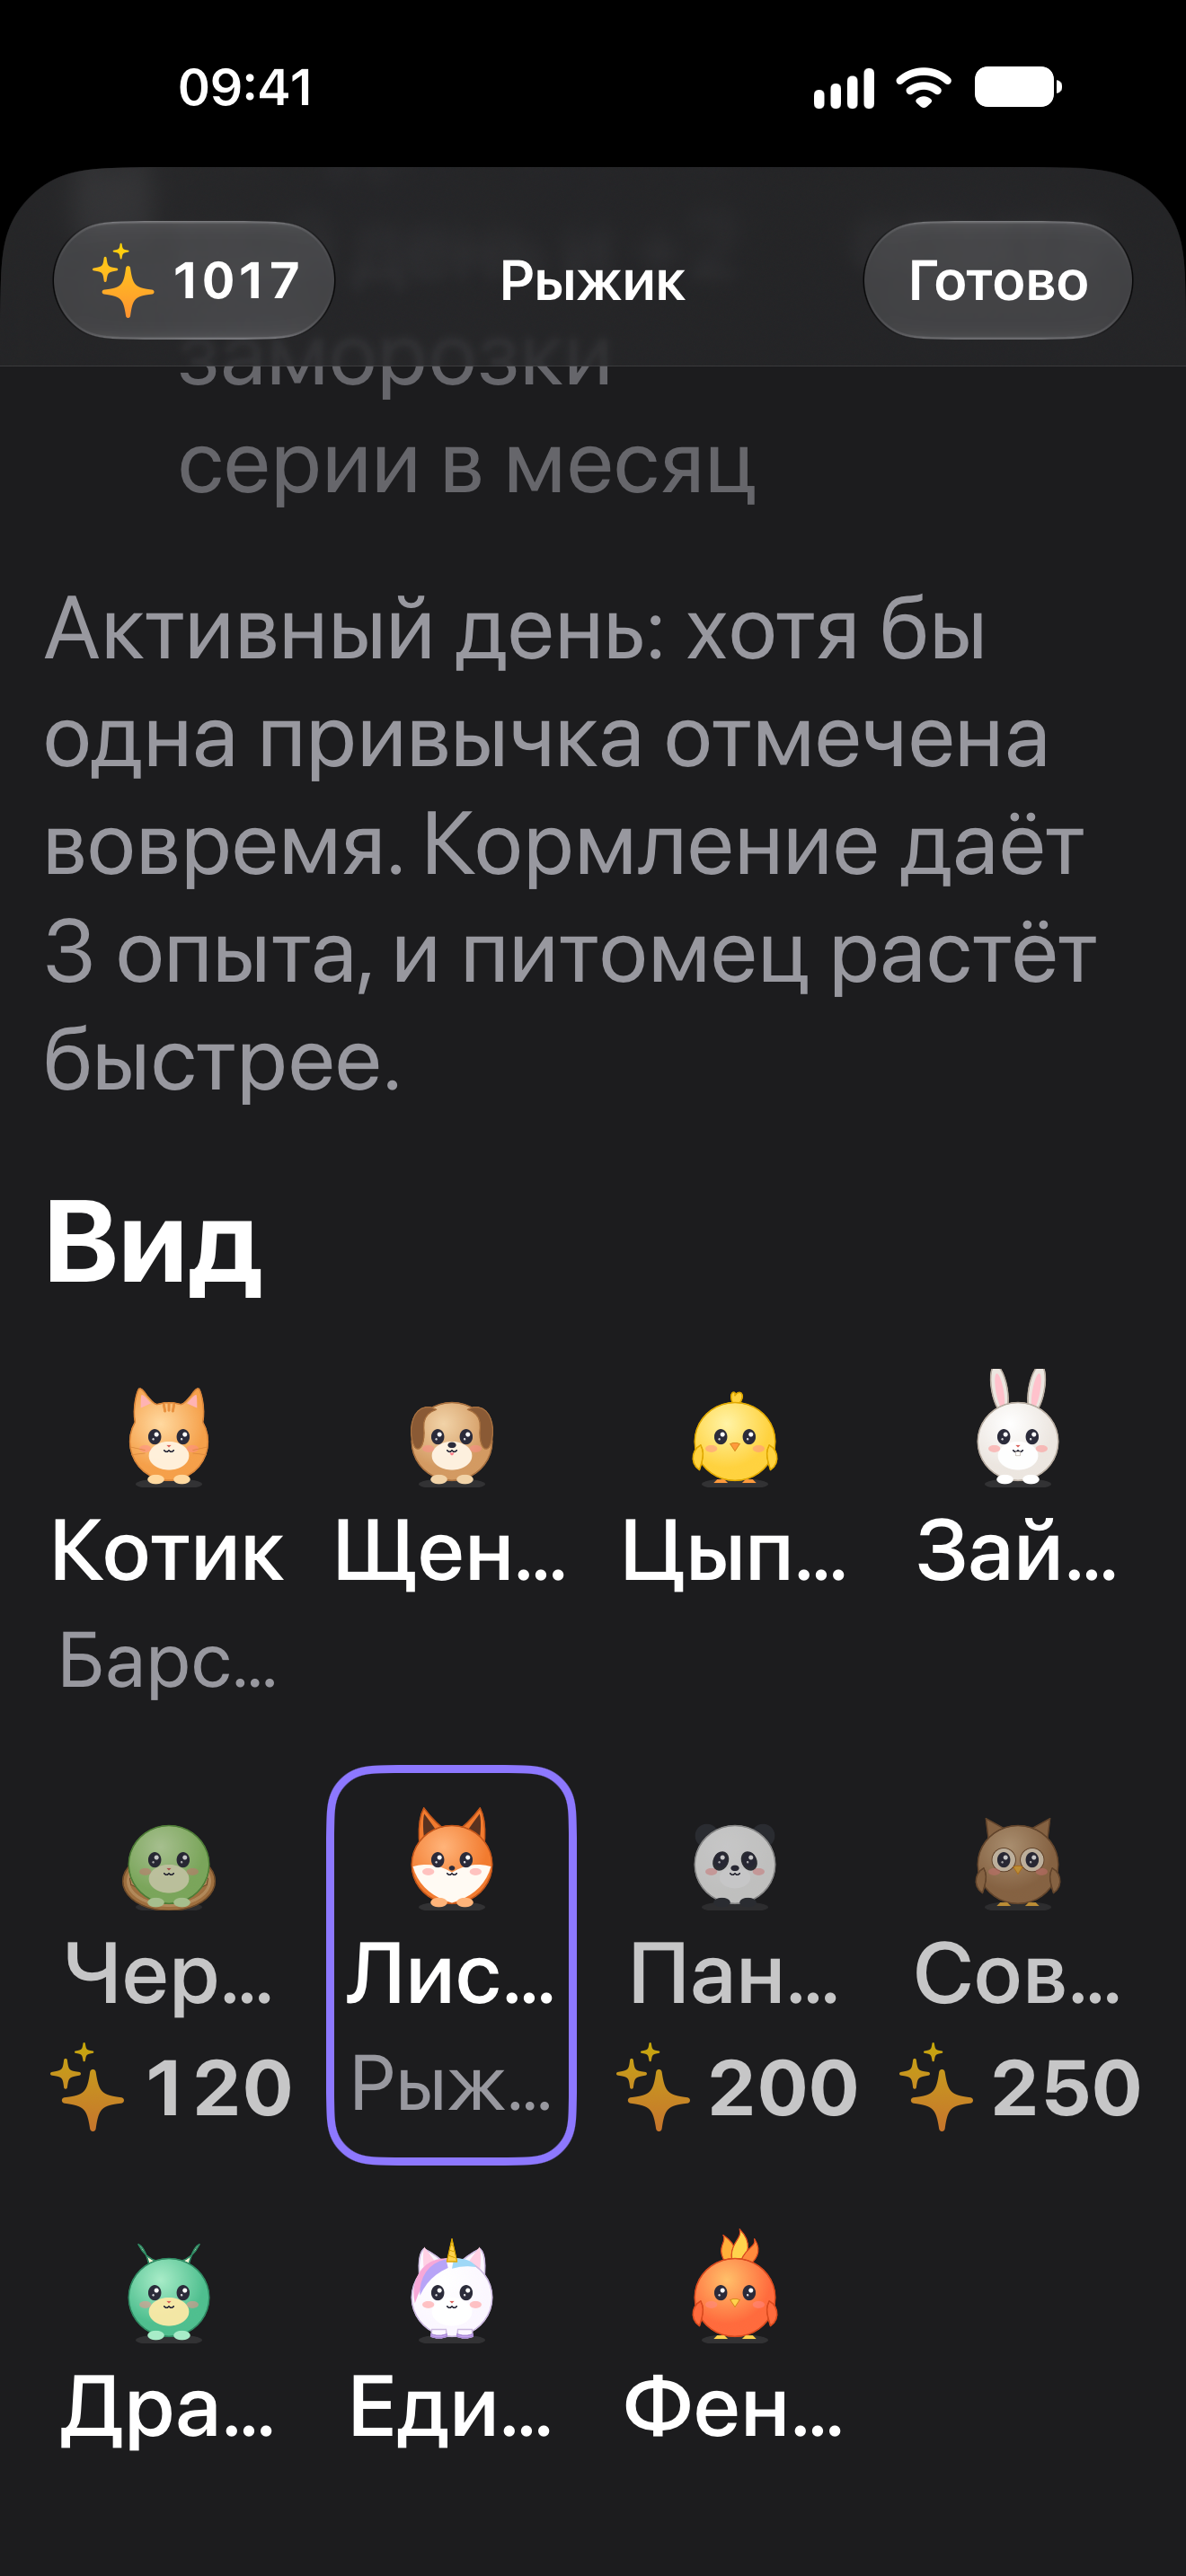 09:41
1017
Рыжик
Готово
заморозки
серии в месяц
Активный день: хотя бы
одна привычка отмечена
вовремя. Кормление даёт
3 опыта, и питомец растёт
быстрее.
Вид
Котик Щен... Цып... Зай...
Барс...
Чер... Лис... Пан... Сов...
120 Рыж... 200 250
Дра... Еди... Фен...